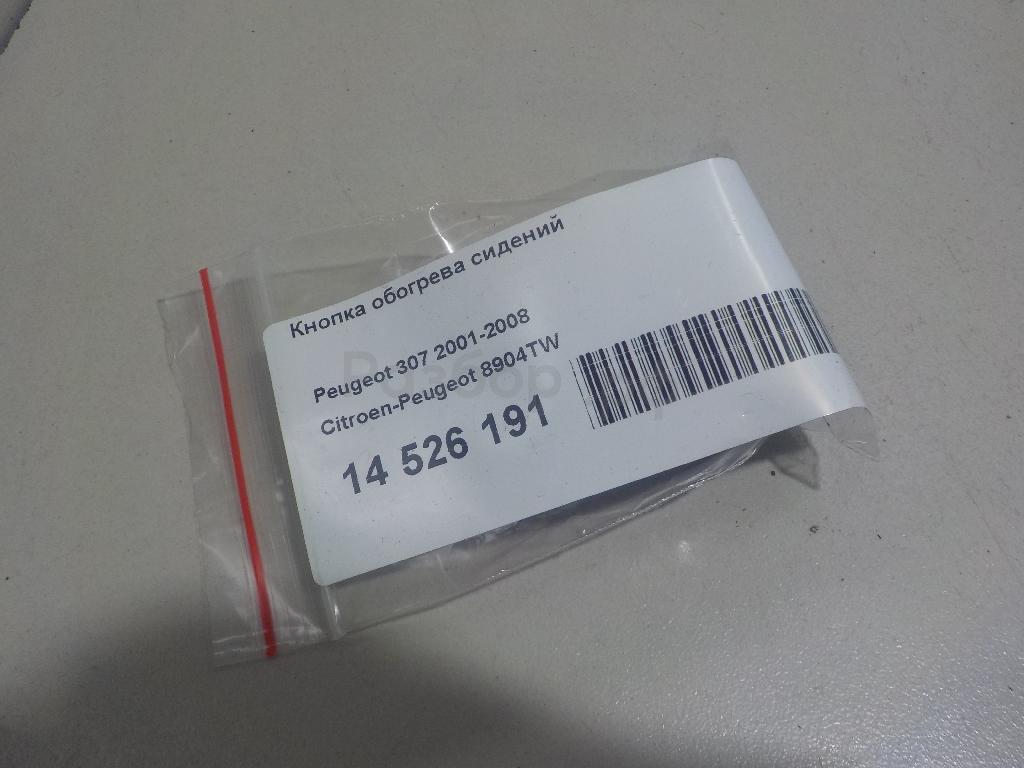 Кнопка обогрева сидений
Peugeot 307 2001-2008
Citroen-Peugeot 8904TW
14 526 191